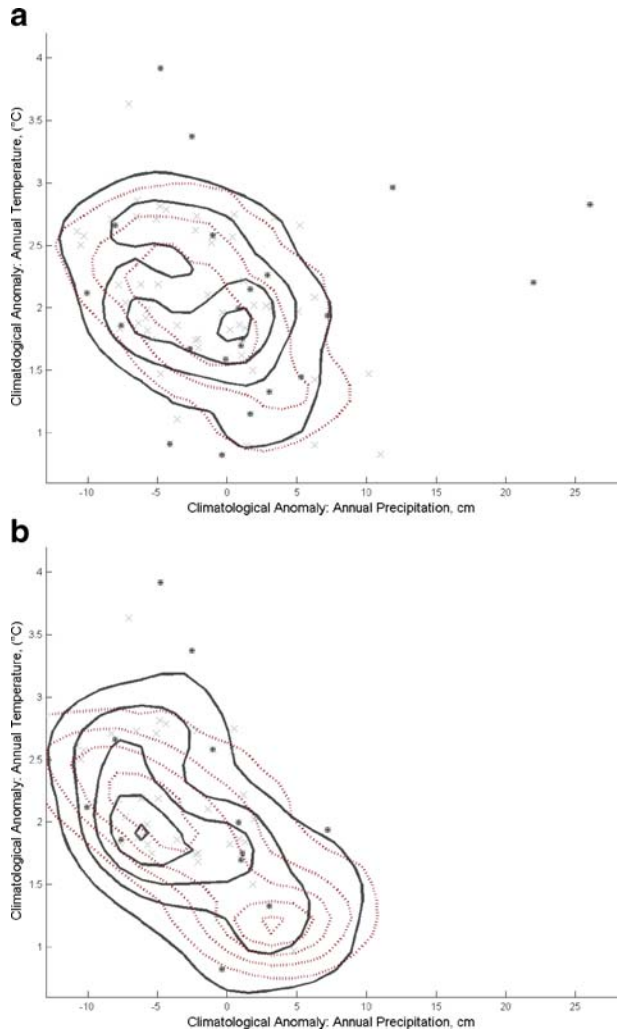 a
4
3.5
3
2.5
2
1.5
1
Climatological Anomaly: Annual Temperature, (°C)
-10 -5 0 5 10 15 20 25
Climatological Anomaly: Annual Precipitation, cm
b
4
3.5
3
2.5
2
1.5
1
Climatological Anomaly: Annual Temperature, (°C)
-10 -5 0 5 10 15 20 25
Climatological Anomaly: Annual Precipitation, cm